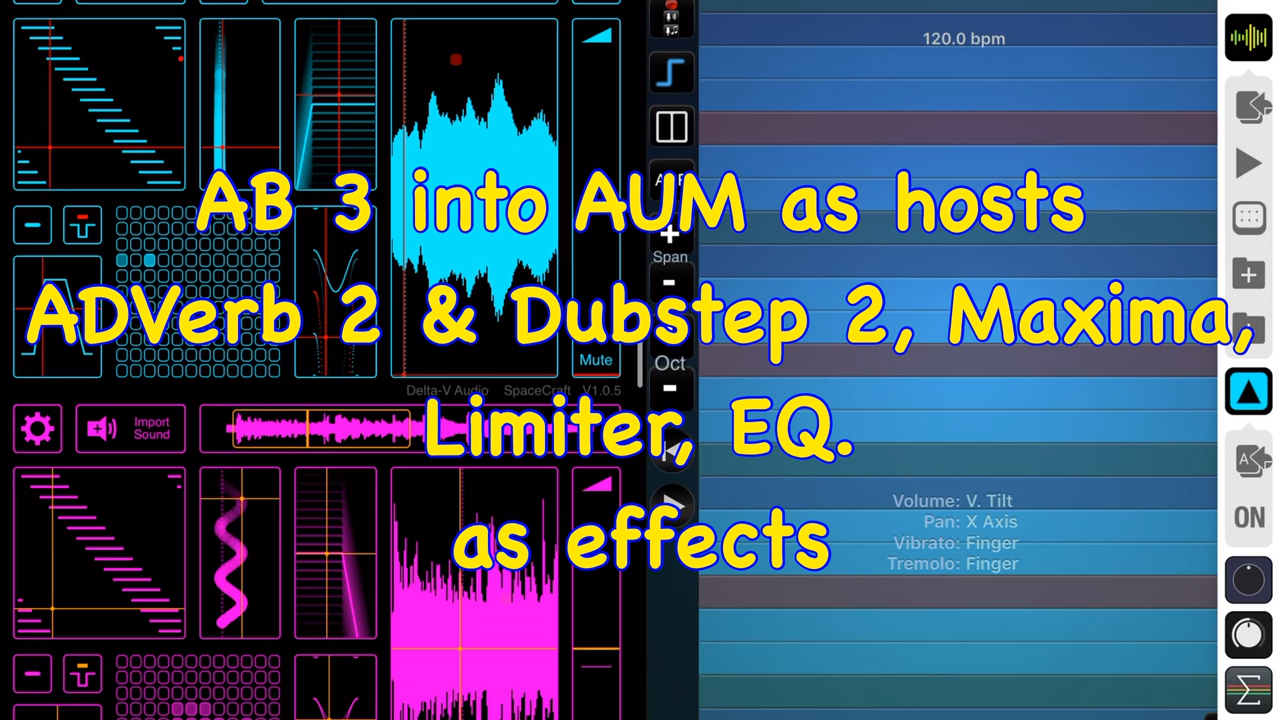 120.0 bpm
AB 3 into AUM as hosts
Span
ADVerb 2 & Dubstep 2, Maxima,
Mute
Oct
Delta-V Audio SpaceCraft V1.0.5
Import
Sound
Limiter, EQ.
Volume: V. Tilt
Pan: X Axis
Vibrato: Finger
Tremolo: Finger
ON
as effects